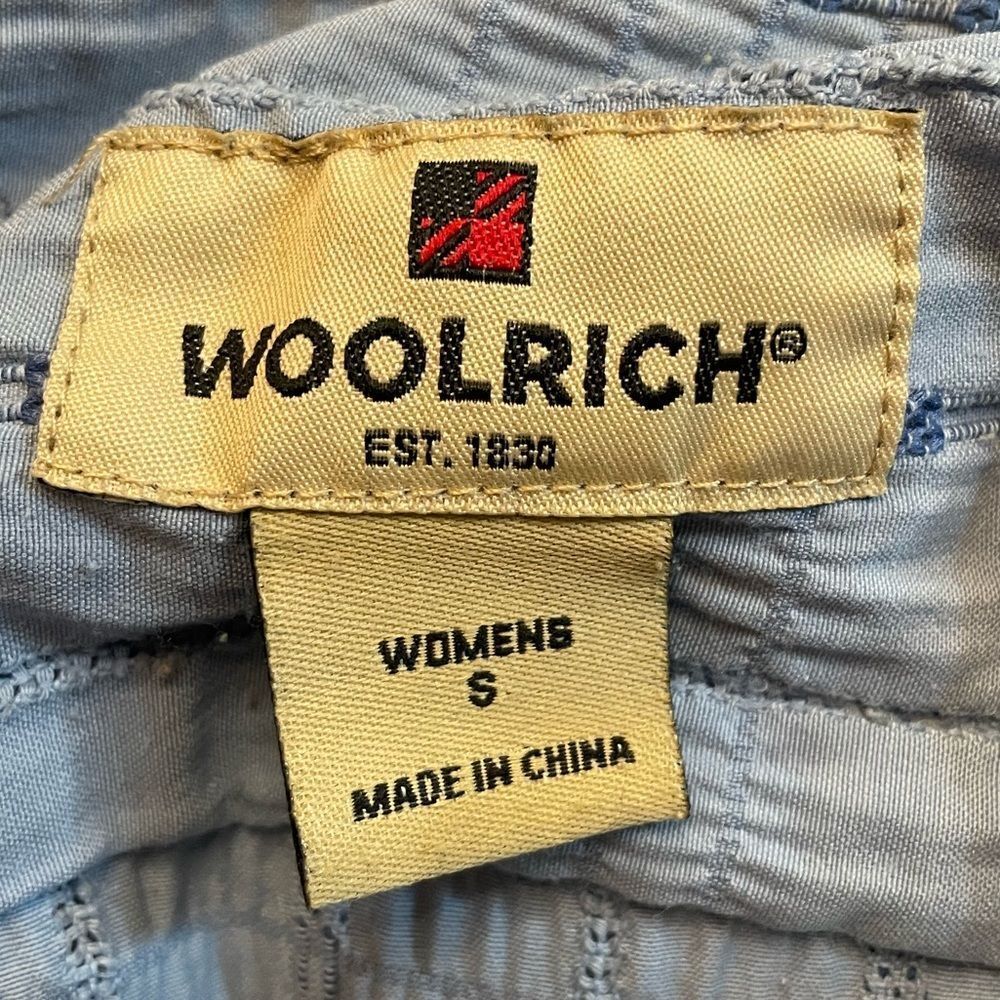 WOOLRICH®
EST. 1830
WOMENS
S
MADE IN CHINA